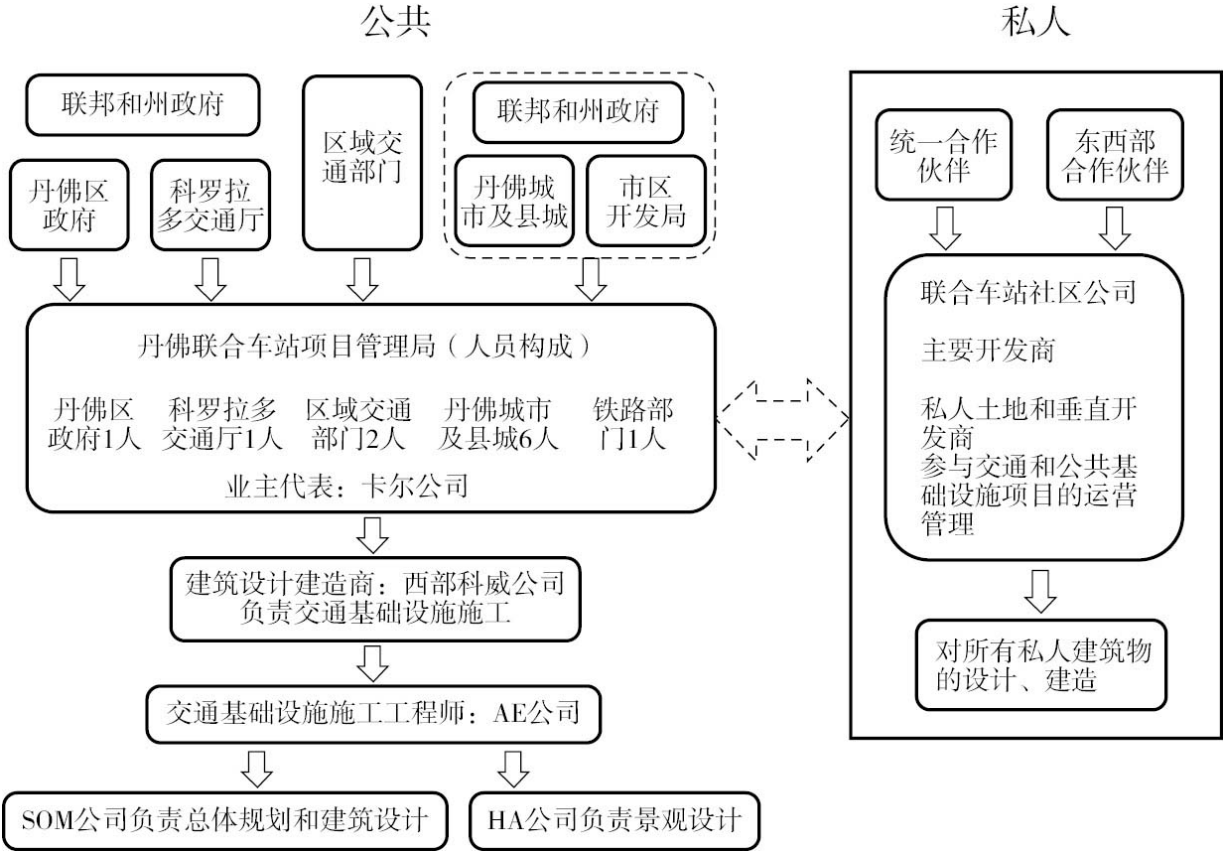 公共
私人
联邦和州政府
丹佛区
政府
科罗拉
多交通厅
区域交
通部门
联邦和州政府
丹佛城
市及县城
市区
开发局
丹佛联合车站项目管理局（人员构成）
丹佛区
政府1人
科罗拉多
交通厅1人
区域交通
部门2人
丹佛城市
及县城6人
铁路部
门1人
业主代表：卡尔公司
建筑设计建造商：西部科威公司
负责交通基础设施施工
交通基础设施施工工程师：AE公司
SOM公司负责总体规划和建筑设计
HA公司负责景观设计
统一合作
伙伴
东西部
合作伙伴
联合车站社区公司
主要开发商
私人土地和垂直开
发商
参与交通和公共基
础设施项目的运营
管理
对所有私人建筑物
的设计、建造